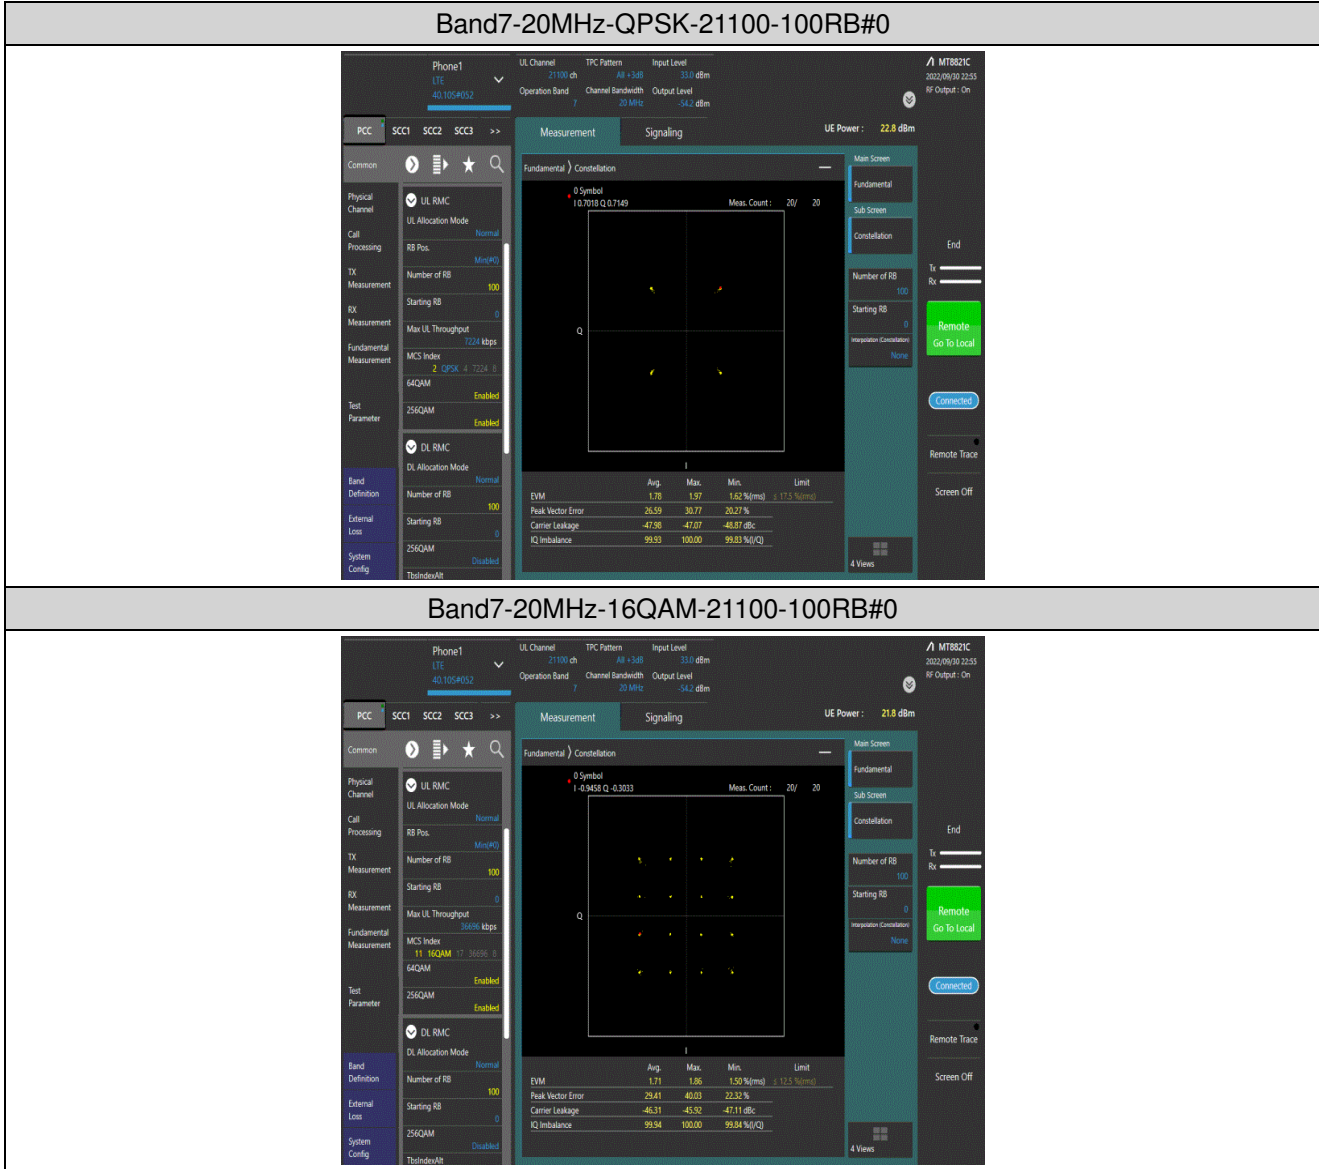 Band7-20MHz-QPSK-21100-100RB#0
Phone1
LTE
40.10S#052
UL Channel TPC Pattern Input Level
21100 ch All +3dB 33.0 dBm
Operation Band Channel Bandwidth Output Level
7 20 MHz -54.2 dBm
MT8821C
2022/09/30 22:55
RF Output : On
PCC SCC1 SCC2 SCC3 >>
Measurement Signaling
UE Power : 22.8 dBm
Common
Physical Channel
Call Processing
TX Measurement
RX Measurement
Fundamental Measurement
Test Parameter
Band Definition
External Loss
System Config
UL RMC
UL Allocation Mode
Normal
RB Pos.
Min(#0)
Number of RB
100
Starting RB
0
Max UL Throughput
7224 kbps
MCS Index
2 QPSK 4 7224 8
64QAM
Enabled
256QAM
Enabled
DL RMC
DL Allocation Mode
Normal
Number of RB
100
Starting RB
0
256QAM
Disabled
TbsIndexAlt
Fundamental 〉 Constellation
0 Symbol
I 0.7018 Q 0.7149
Meas. Count : 20/ 20
Q
I
Avg. Max. Min. Limit
EVM 1.78 1.97 1.62 %(rms) ≤ 17.5 %(rms)
Peak Vector Error 26.59 30.77 20.27 %
Carrier Leakage -47.98 -47.07 -48.87 dBc
IQ Imbalance 99.93 100.00 99.83 %(I/Q)
Main Screen
Fundamental
Sub Screen
Constellation
Number of RB
100
Starting RB
0
Interpolation (Constellation)
None
4 Views
End
Tx
Rx
Remote
Go To Local
Connected
Remote Trace
Screen Off
Band7-20MHz-16QAM-21100-100RB#0
Phone1
LTE
40.10S#052
UL Channel TPC Pattern Input Level
21100 ch All +3dB 33.0 dBm
Operation Band Channel Bandwidth Output Level
7 20 MHz -54.2 dBm
MT8821C
2022/09/30 22:55
RF Output : On
PCC SCC1 SCC2 SCC3 >>
Measurement Signaling
UE Power : 21.8 dBm
Common
Physical Channel
Call Processing
TX Measurement
RX Measurement
Fundamental Measurement
Test Parameter
Band Definition
External Loss
System Config
UL RMC
UL Allocation Mode
Normal
RB Pos.
Min(#0)
Number of RB
100
Starting RB
0
Max UL Throughput
36696 kbps
MCS Index
11 16QAM 17 36696 8
64QAM
Enabled
256QAM
Enabled
DL RMC
DL Allocation Mode
Normal
Number of RB
100
Starting RB
0
256QAM
Disabled
TbsIndexAlt
Fundamental 〉 Constellation
0 Symbol
I -0.9458 Q -0.3033
Meas. Count : 20/ 20
Q
I
Avg. Max. Min. Limit
EVM 1.71 1.86 1.50 %(rms) ≤ 12.5 %(rms)
Peak Vector Error 29.41 40.03 22.32 %
Carrier Leakage -46.31 -45.92 -47.11 dBc
IQ Imbalance 99.94 100.00 99.84 %(I/Q)
Main Screen
Fundamental
Sub Screen
Constellation
Number of RB
100
Starting RB
0
Interpolation (Constellation)
None
4 Views
End
Tx
Rx
Remote
Go To Local
Connected
Remote Trace
Screen Off